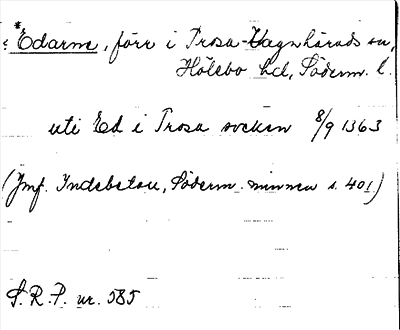 *Edarne, förr i Trosa-Vagnhärads sn,
Hölebo hd, Söderm. l.
uti Ed i Trosa socken 8/9 1363
(Jmf. Indebetou, Söderm. minnen s. 401.)
S.R.P. nr. 585